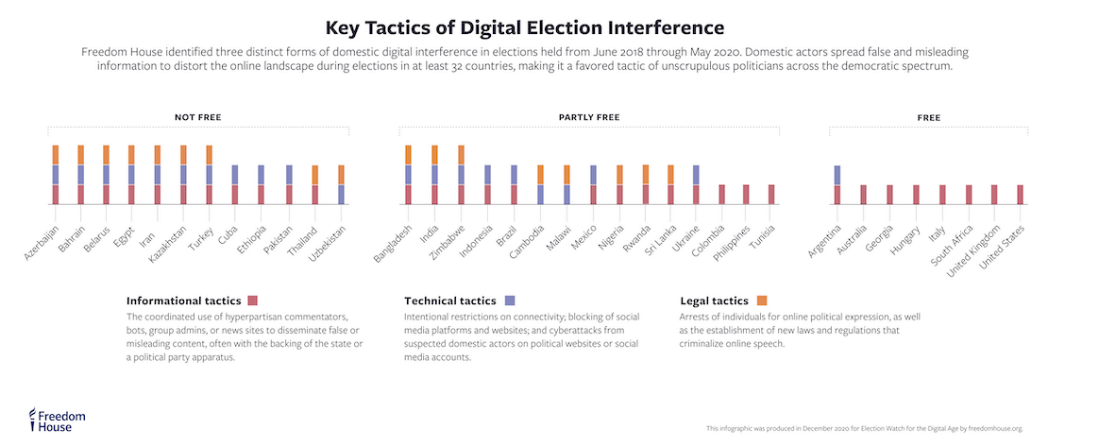 Key Tactics of Digital Election Interference
Freedom House identified three distinct forms of domestic digital interference in elections held from June 2018 through May 2020. Domestic actors spread false and misleading
information to distort the online landscape during elections in at least 32 countries, making it a favored tactic of unscrupulous politicians across the democratic spectrum.
NOT FREE
PARTLY FREE
FREE
Azerbaijan
Bahrain
Belarus
Egypt
Iran
Kazakhstan
Turkey
Cuba
Ethiopia
Pakistan
Thailand
Uzbekistan
Bangladesh
India
Zimbabwe
Indonesia
Brazil
Cambodia
Malawi
Mexico
Nigeria
Rwanda
Sri Lanka
Ukraine
Colombia
Philippines
Tunisia
Argentina
Australia
Georgia
Hungary
Italy
South Africa
United Kingdom
United States
Informational tactics
The coordinated use of hyperpartisan commentators,
bots, group admins, or news sites to disseminate false or
misleading content, often with the backing of the state or
a political party apparatus.
Technical tactics
Intentional restrictions on connectivity; blocking of social
media platforms and websites; and cyberattacks from
suspected domestic actors on political websites or social
media accounts.
Legal tactics
Arrests of individuals for online political expression, as well
as the establishment of new laws and regulations that
criminalize online speech.
Freedom
House
This infographic was produced in December 2020 for Election Watch for the Digital Age by freedomhouse.org.